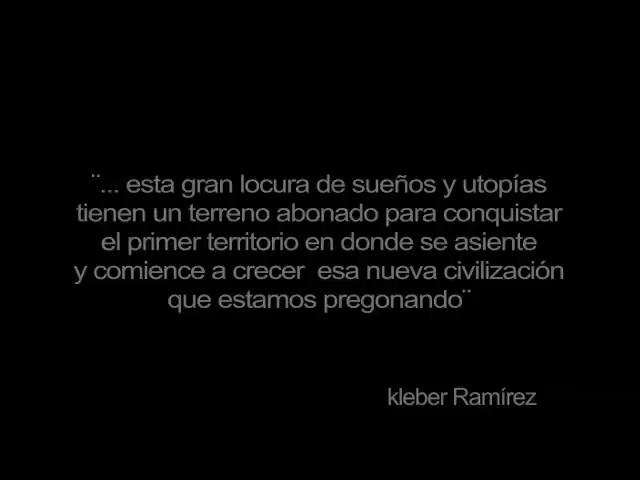 ¨... esta gran locura de sueños y utopías
tienen un terreno abonado para conquistar
el primer territorio en donde se asiente
y comience a crecer  esa nueva civilización
que estamos pregonando¨
kleber Ramírez